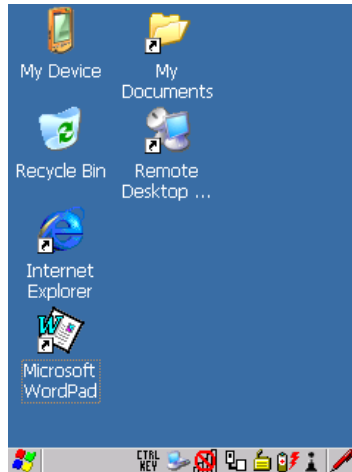 My Device
My
Documents
Recycle Bin
Remote
Desktop ...
Internet
Explorer
Microsoft
WordPad
CTRL
KEY